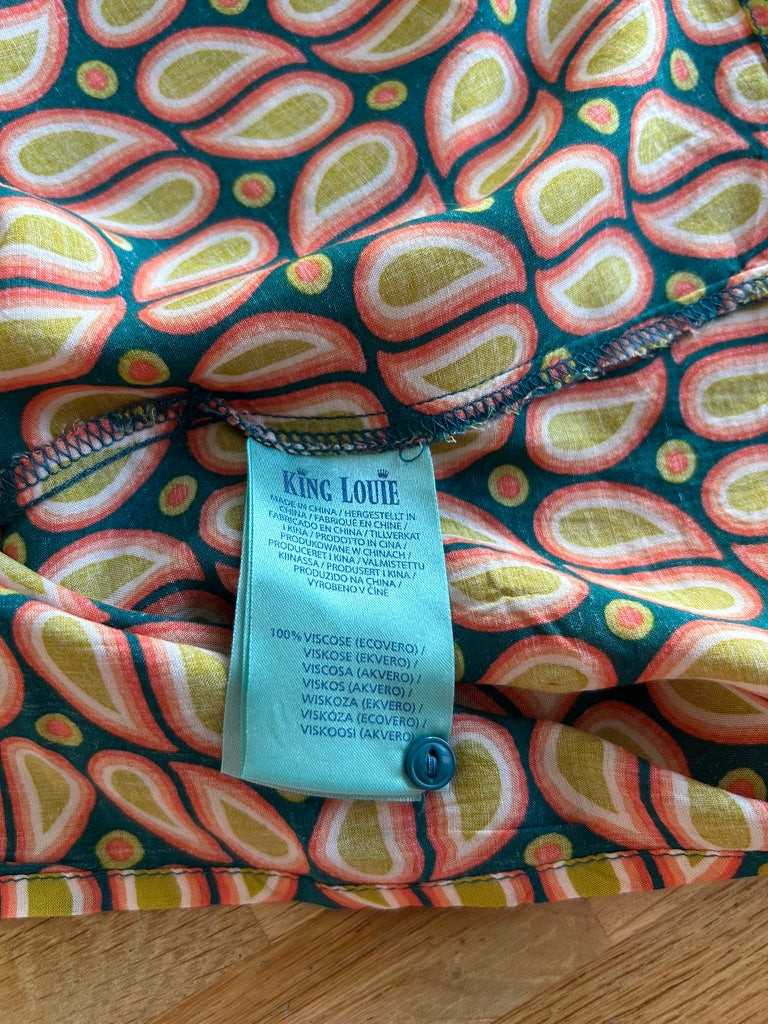 KING LOUIE
MADE IN CHINA / HERGESTELLT IN
CHINA / FABRIQUÉ EN CHINE /
FABRICADO EN CHINA / TILLVERKAT
I KINA / PRODOTTO IN CINA /
PRODUKOWANE W CHINACH /
PRODUCERET I KINA / VALMISTETTU
KIINASSA / PRODUSERT I KINA /
PRODUZIDO NA CHINA /
VYROBENO V ČÍNĚ
100% VISCOSE (ECOVERO) /
VISKOSE (EKVERO) /
VISCOSA (AKVERO) /
VISKOS (AKVERO) /
WISKOZA (EKVERO) /
VISKÓZA (ECOVERO) /
VISKOOSI (AKVERO)